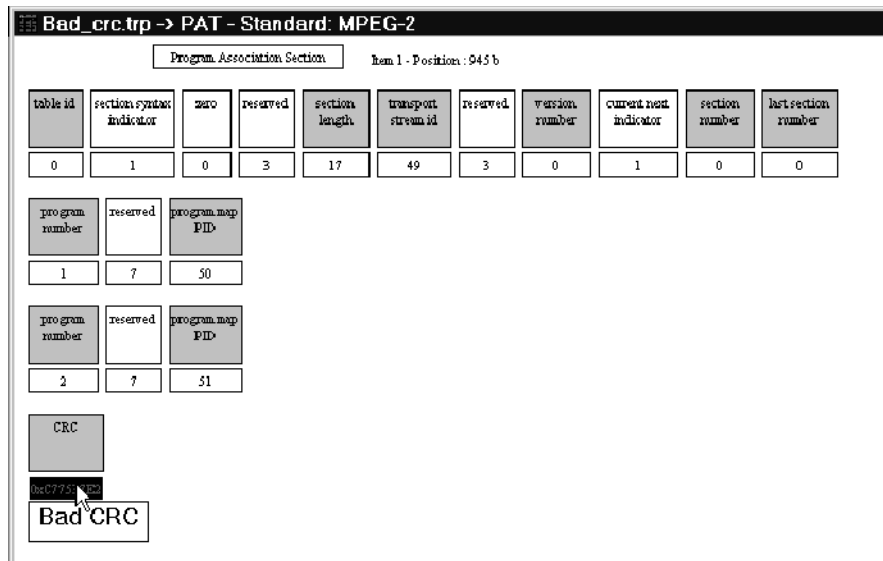 Bad_crc.trp -> PAT - Standard: MPEG-2
Program Association Section
Item 1 - Position : 945 b
table id section syntax zero reserved section transport reserved version current next section last section
indicator length stream id number indicator number number
0 1 0 3 17 49 3 0 1 0 0
program reserved program map
number PID
1 7 50
program reserved program map
number PID
2 7 51
CRC
Bad CRC